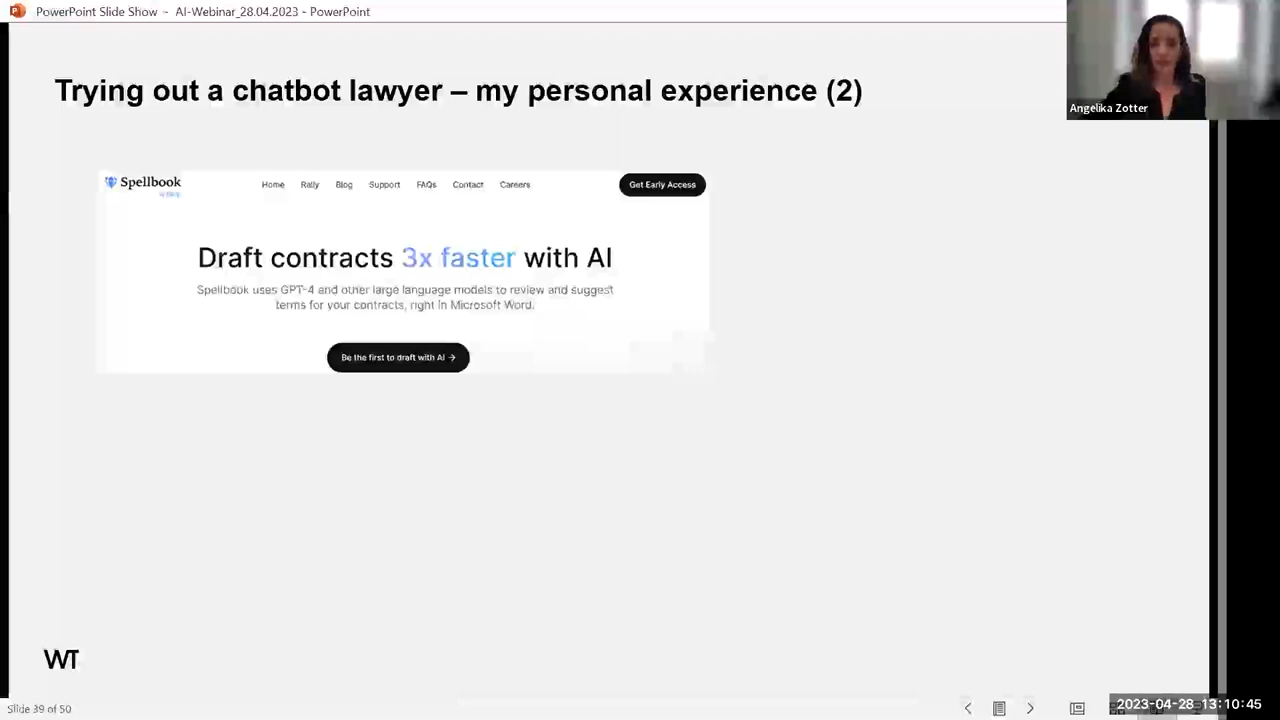 PowerPoint Slide Show - AI-Webinar_28.04.2023 - PowerPoint
Trying out a chatbot lawyer – my personal experience (2)
Angelika Zotter
Spellbook
Home Rally Blog Support FAQs Contact Careers
Get Early Access
Draft contracts 3x faster with AI
Spellbook uses GPT-4 and other large language models to review and suggest
terms for your contracts, right in Microsoft Word.
Be the first to draft with AI →
WT
Slide 39 of 50
2023-04-28 13:10:45